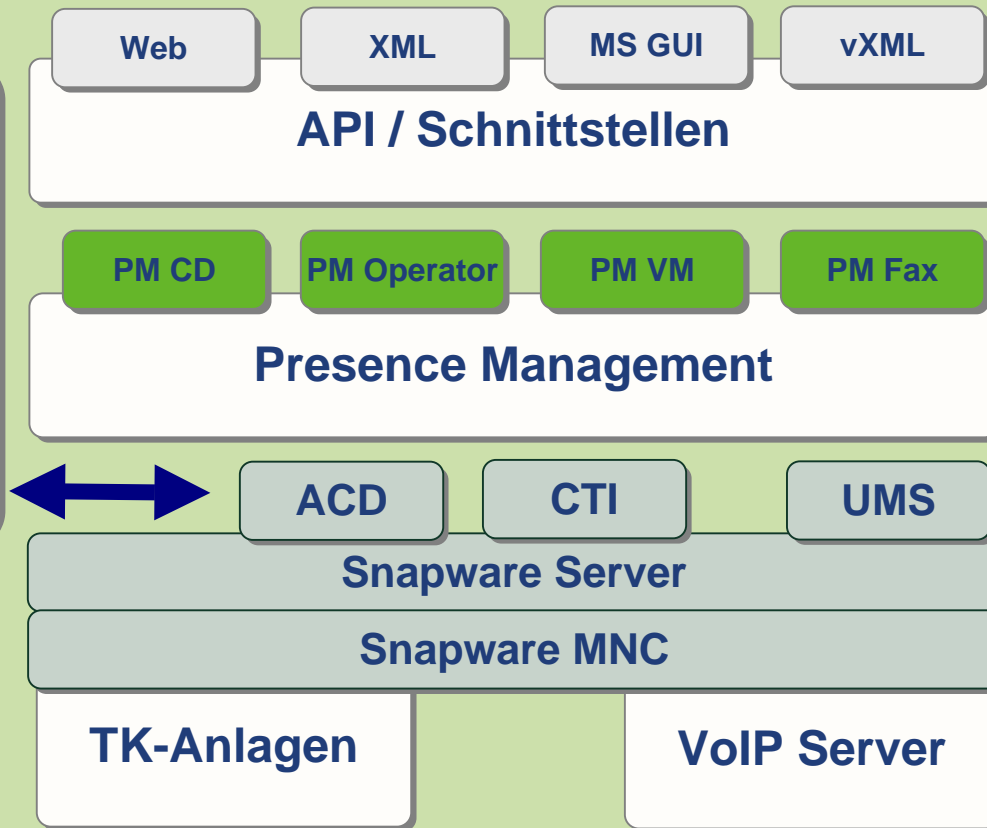 Web
XML
MS GUI
vXML
API / Schnittstellen
PM CD
PM Operator
PM VM
PM Fax
Presence Management
ACD
CTI
UMS
Snapware Server
Snapware MNC
TK-Anlagen
VoIP Server